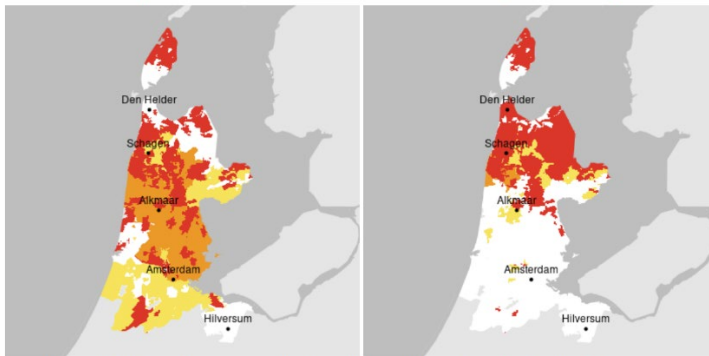 Den Helder
Schagen
Alkmaar
Amsterdam
Hilversum
Den Helder
Schagen
Alkmaar
Amsterdam
Hilversum